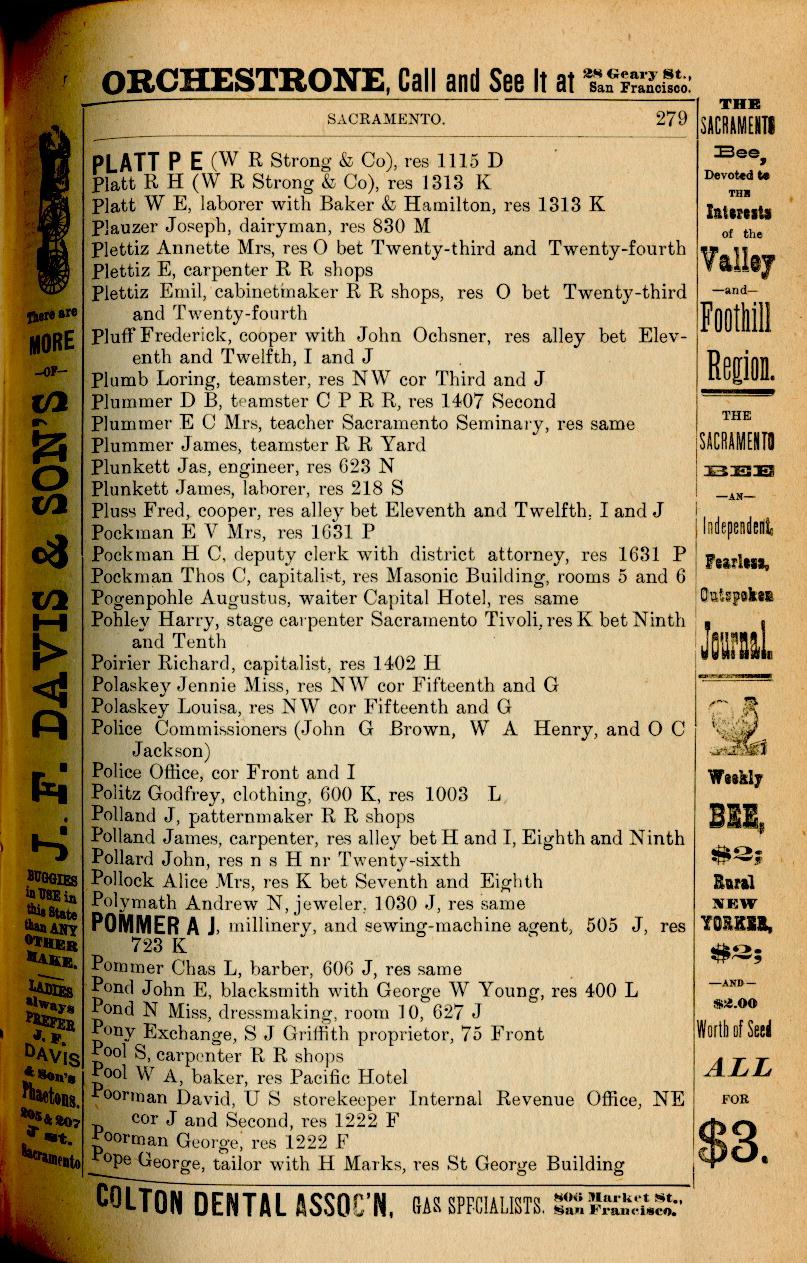 ORCHESTRONE, Call and See It at 28 Geary St., San Francisco.
SACRAMENTO. 279
PLATT P E (W R Strong & Co), res 1115 D
Platt R H (W R Strong & Co), res 1313 K
Platt W E, laborer with Baker & Hamilton, res 1313 K
Plauzer Joseph, dairyman, res 830 M
Plettiz Annette Mrs, res O bet Twenty-third and Twenty-fourth
Plettiz E, carpenter R R shops
Plettiz Emil, cabinetmaker R R shops, res O bet Twenty-third
and Twenty-fourth
Pluff Frederick, cooper with John Ochsner, res alley bet Elev-
enth and Twelfth, I and J
Plumb Loring, teamster, res NW cor Third and J
Plummer D B, teamster C P R R, res 1407 Second
Plummer E C Mrs, teacher Sacramento Seminary, res same
Plummer James, teamster R R Yard
Plunkett Jas, engineer, res 623 N
Plunkett James, laborer, res 218 S
Pluss Fred, cooper, res alley bet Eleventh and Twelfth, I and J
Pockman E V Mrs, res 1631 P
Pockman H C, deputy clerk with district attorney, res 1631 P
Pockman Thos C, capitalist, res Masonic Building, rooms 5 and 6
Pogenpohle Augustus, waiter Capital Hotel, res same
Pohley Harry, stage carpenter Sacramento Tivoli, res K bet Ninth
and Tenth
Poirier Richard, capitalist, res 1402 H
Polaskey Jennie Miss, res NW cor Fifteenth and G
Polaskey Louisa, res NW cor Fifteenth and G
Police Commissioners (John G Brown, W A Henry, and O C
Jackson)
Police Office, cor Front and I
Politz Godfrey, clothing, 600 K, res 1003 L
Polland J, patternmaker R R shops
Polland James, carpenter, res alley bet H and I, Eighth and Ninth
Pollard John, res n s H nr Twenty-sixth
Pollock Alice Mrs, res K bet Seventh and Eighth
Polymath Andrew N, jeweler, 1030 J, res same
POMMER A J, millinery, and sewing-machine agent, 505 J, res
723 K
Pommer Chas L, barber, 606 J, res same
Pond John E, blacksmith with George W Young, res 400 L
Pond N Miss, dressmaking, room 10, 627 J
Pony Exchange, S J Griffith proprietor, 75 Front
Pool S, carpenter R R shops
Pool W A, baker, res Pacific Hotel
Poorman David, U S storekeeper Internal Revenue Office, NE
cor J and Second, res 1222 F
Poorman George, res 1222 F
Pope George, tailor with H Marks, res St George Building
COLTON DENTAL ASSOC'N, GAS SPECIALISTS. 806 Market St., San Francisco.
There are
MORE
—OF—
J. F. DAVIS & SON'S
BUGGIES
in USE in
this State
than ANY
OTHER
MAKE.
LADIES
always
PREFER
J. F.
DAVIS
& Son's
Phaetons.
205 & 207
J St.
Sacramento
THE
SACRAMENTO
Bee,
Devoted to
THE
Interests
of the
Valley
—and—
Foothill
Region.
THE
SACRAMENTO
BEE
—AN—
Independent,
Fearless,
Outspoken
Journal.
Weekly
BEE,
$2;
Rural
NEW
YORKER,
$2;
—AND—
$2.00
Worth of Seed
ALL
FOR
$3.